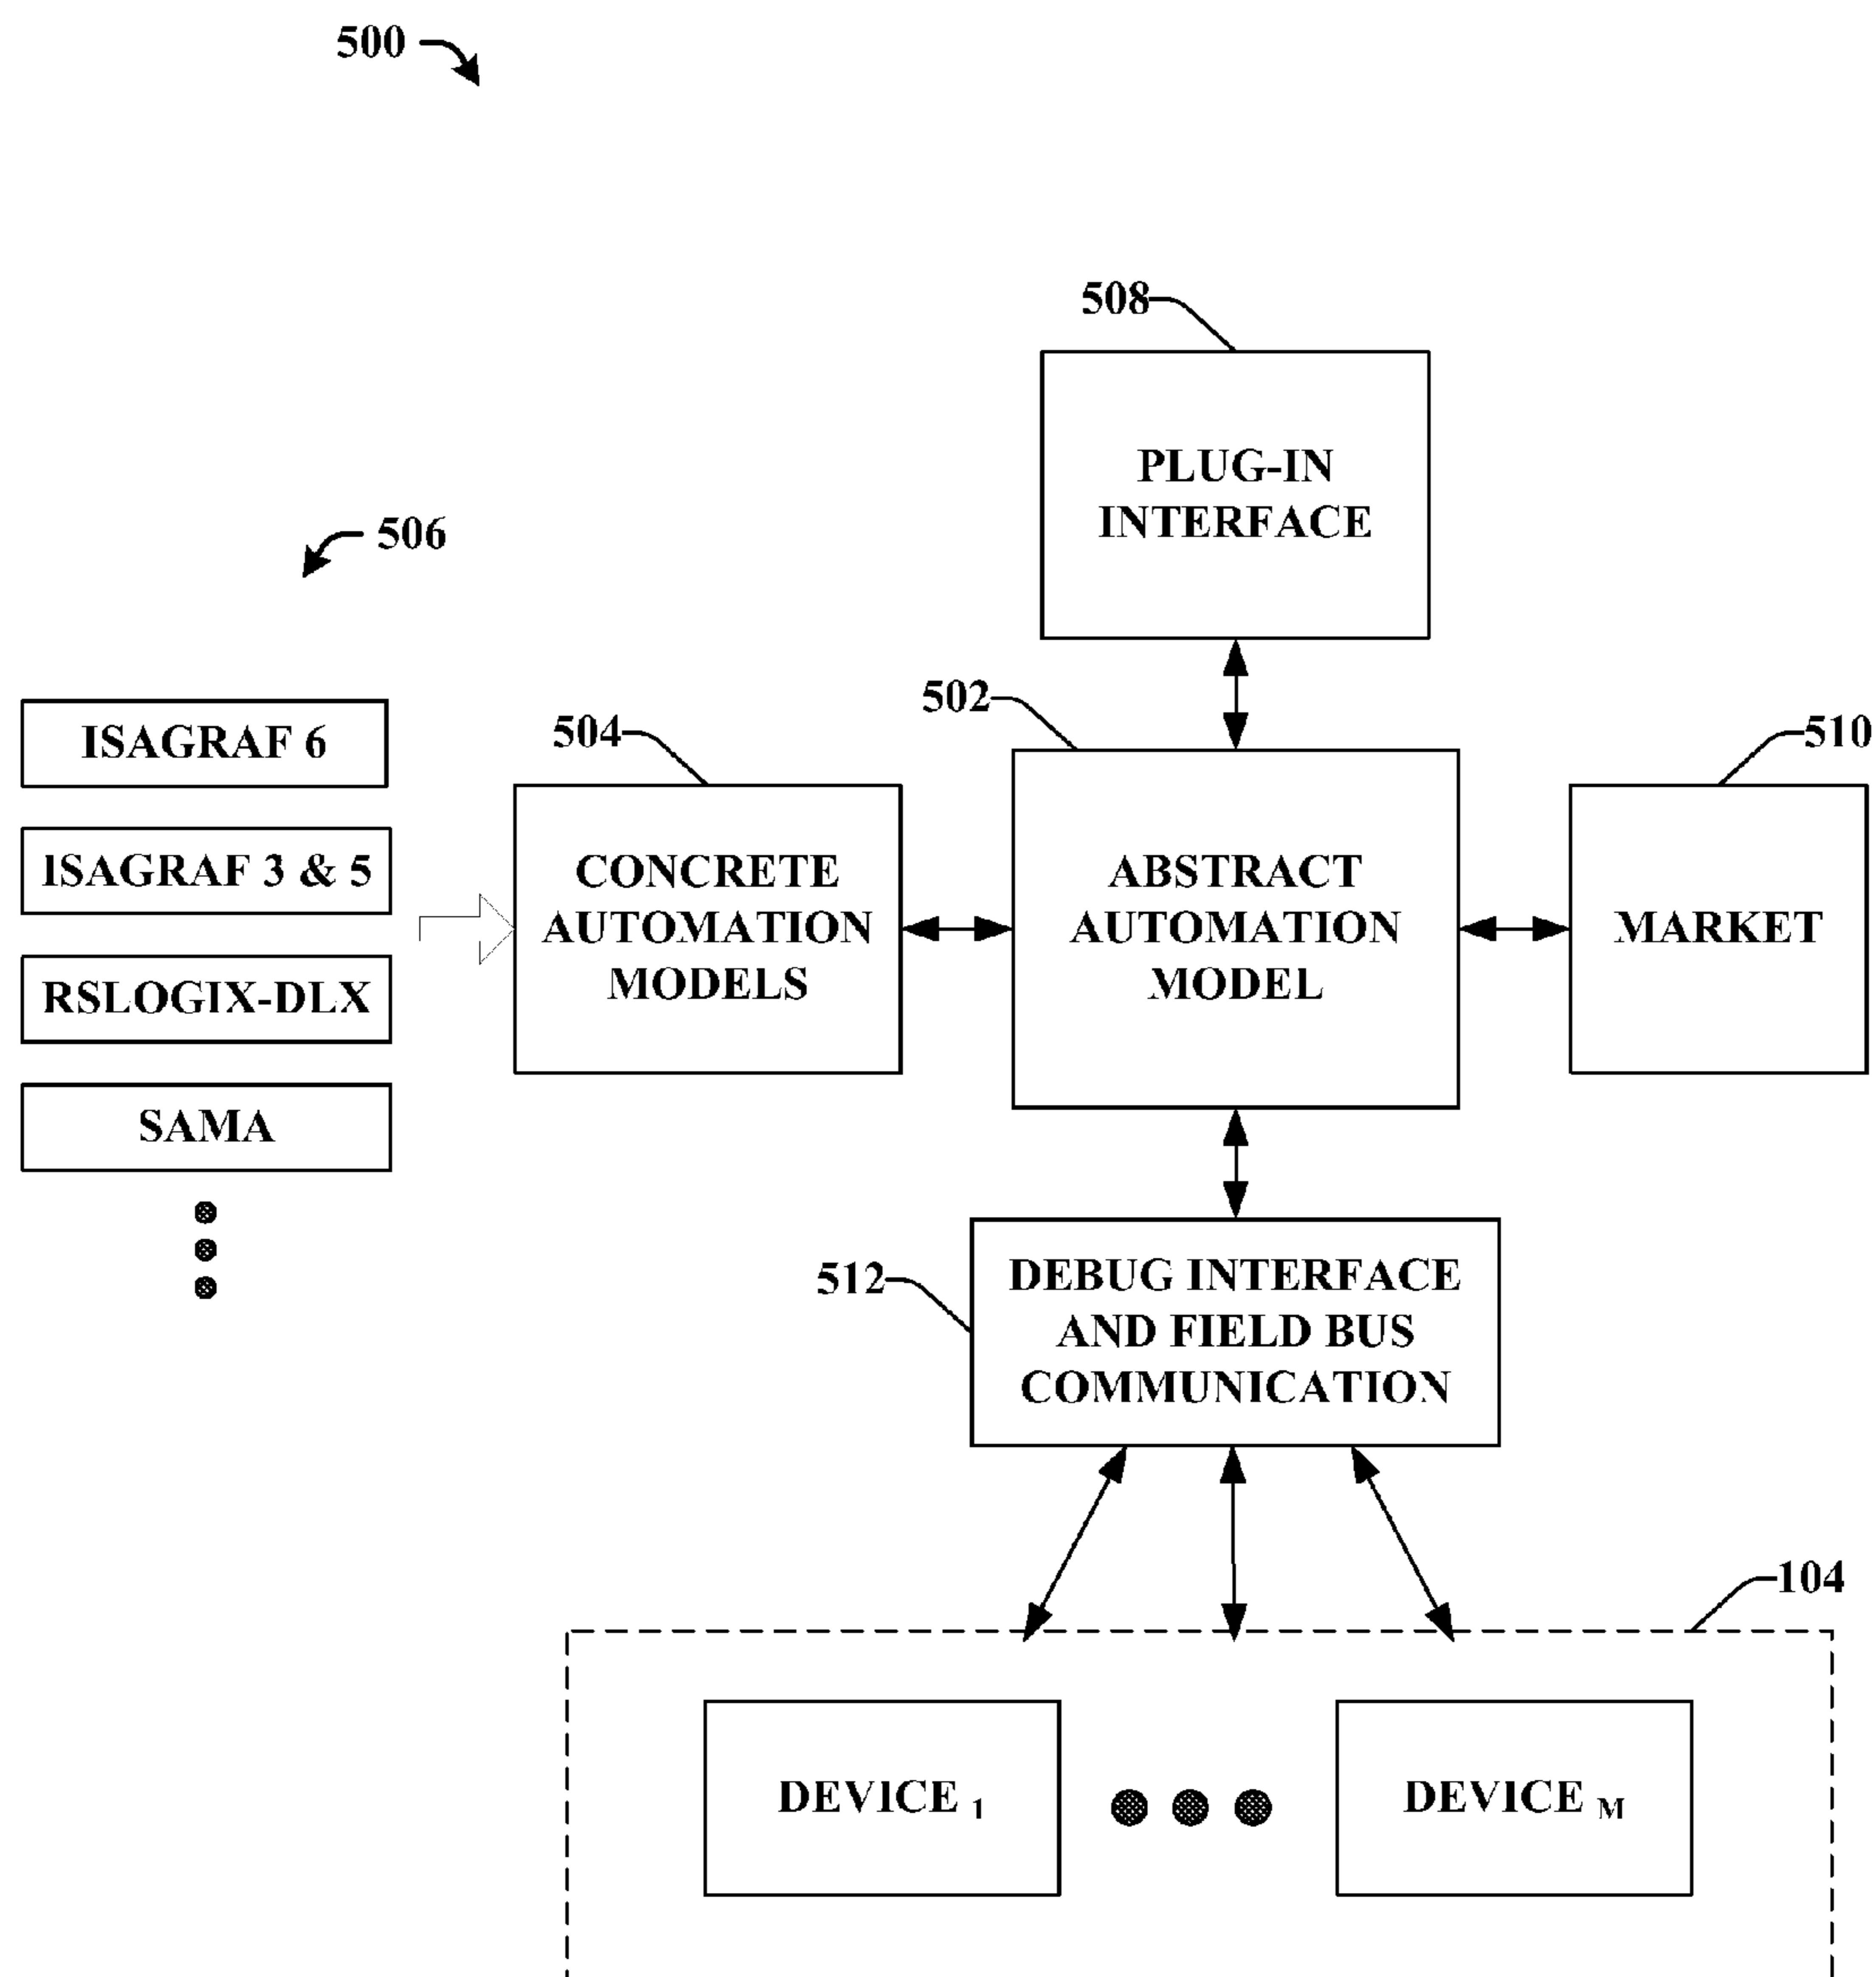 500
508
PLUG-IN
INTERFACE
506
502
504
510
ISAGRAF 6
ISAGRAF 3 & 5
RSLOGIX-DLX
SAMA
CONCRETE
AUTOMATION
MODELS
ABSTRACT
AUTOMATION
MODEL
MARKET
512
DEBUG INTERFACE
AND FIELD BUS
COMMUNICATION
104
DEVICE 1
DEVICE M